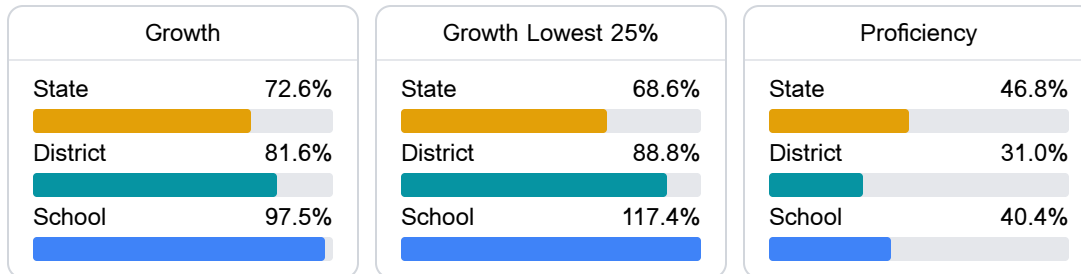 Growth
State 72.6%
District 81.6%
School 97.5%
Growth Lowest 25%
State 68.6%
District 88.8%
School 117.4%
Proficiency
State 46.8%
District 31.0%
School 40.4%